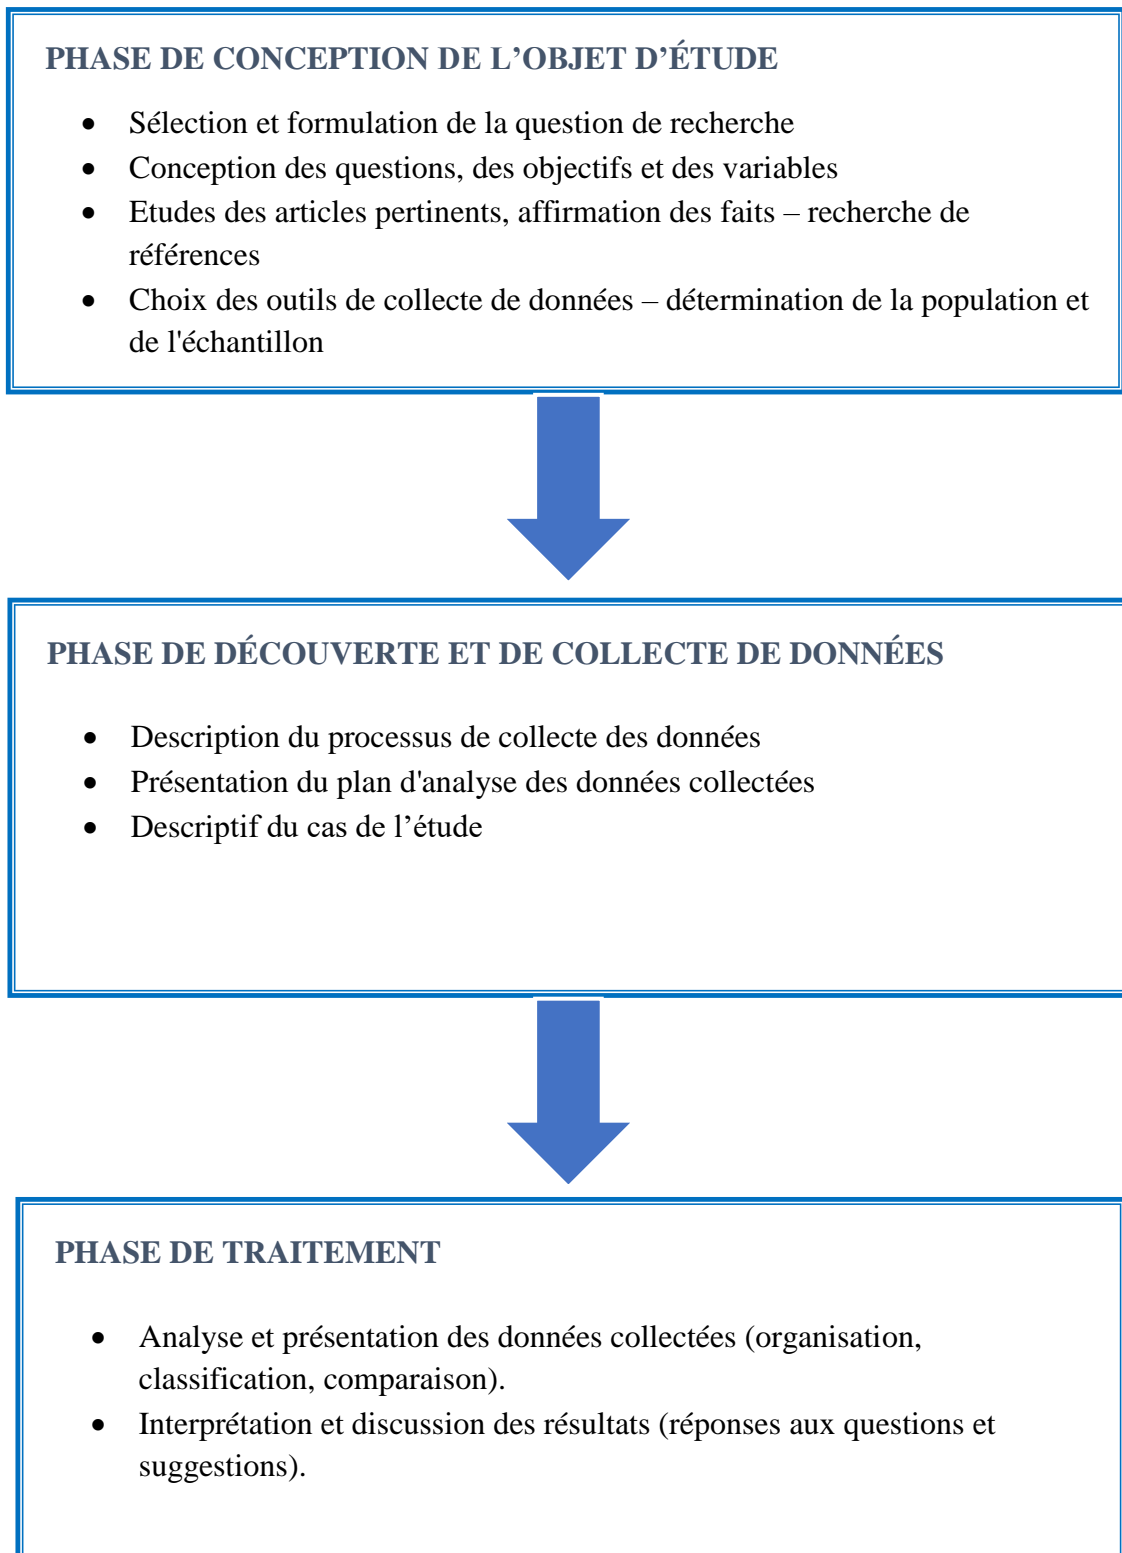 PHASE DE CONCEPTION DE L’OBJET D’ÉTUDE
• Sélection et formulation de la question de recherche
• Conception des questions, des objectifs et des variables
• Etudes des articles pertinents, affirmation des faits – recherche de
références
• Choix des outils de collecte de données – détermination de la population et
de l'échantillon
PHASE DE DÉCOUVERTE ET DE COLLECTE DE DONNÉES
• Description du processus de collecte des données
• Présentation du plan d'analyse des données collectées
• Descriptif du cas de l’étude
PHASE DE TRAITEMENT
• Analyse et présentation des données collectées (organisation,
classification, comparaison).
• Interprétation et discussion des résultats (réponses aux questions et
suggestions).